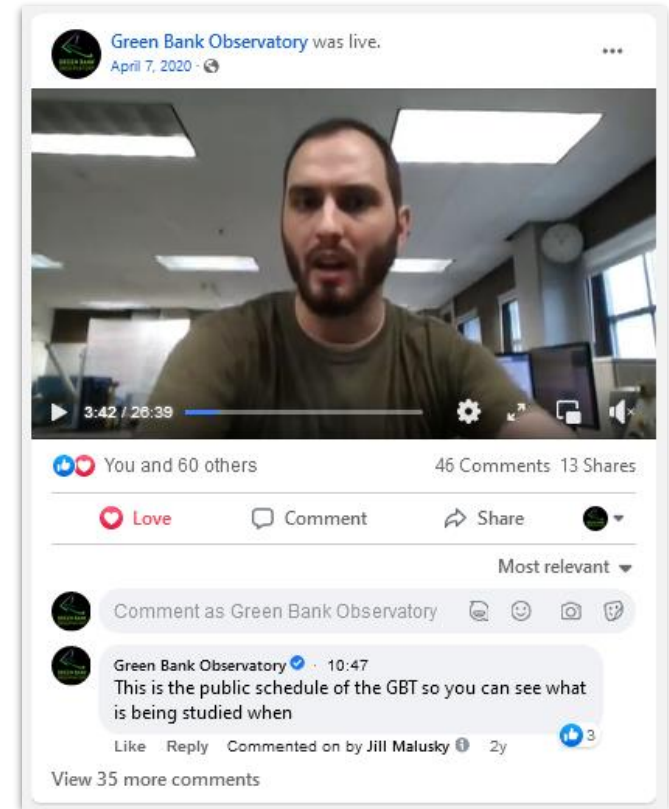 Green Bank Observatory was live.
April 7, 2020 ·
3:42 / 26:39
You and 60 others
46 Comments 13 Shares
Love
Comment
Share
Most relevant
Comment as Green Bank Observatory
Green Bank Observatory · 10:47
This is the public schedule of the GBT so you can see what
is being studied when
3
Like Reply Commented on by Jill Malusky 2y
View 35 more comments